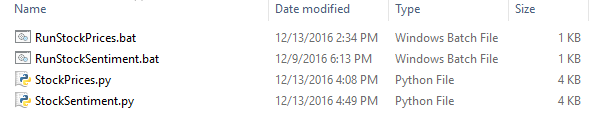 Name Date modified Type Size
RunStockPrices.bat 12/13/2016 2:34 PM Windows Batch File 1 KB
RunStockSentiment.bat 12/9/2016 6:13 PM Windows Batch File 1 KB
StockPrices.py 12/13/2016 4:08 PM Python File 4 KB
StockSentiment.py 12/13/2016 4:49 PM Python File 4 KB